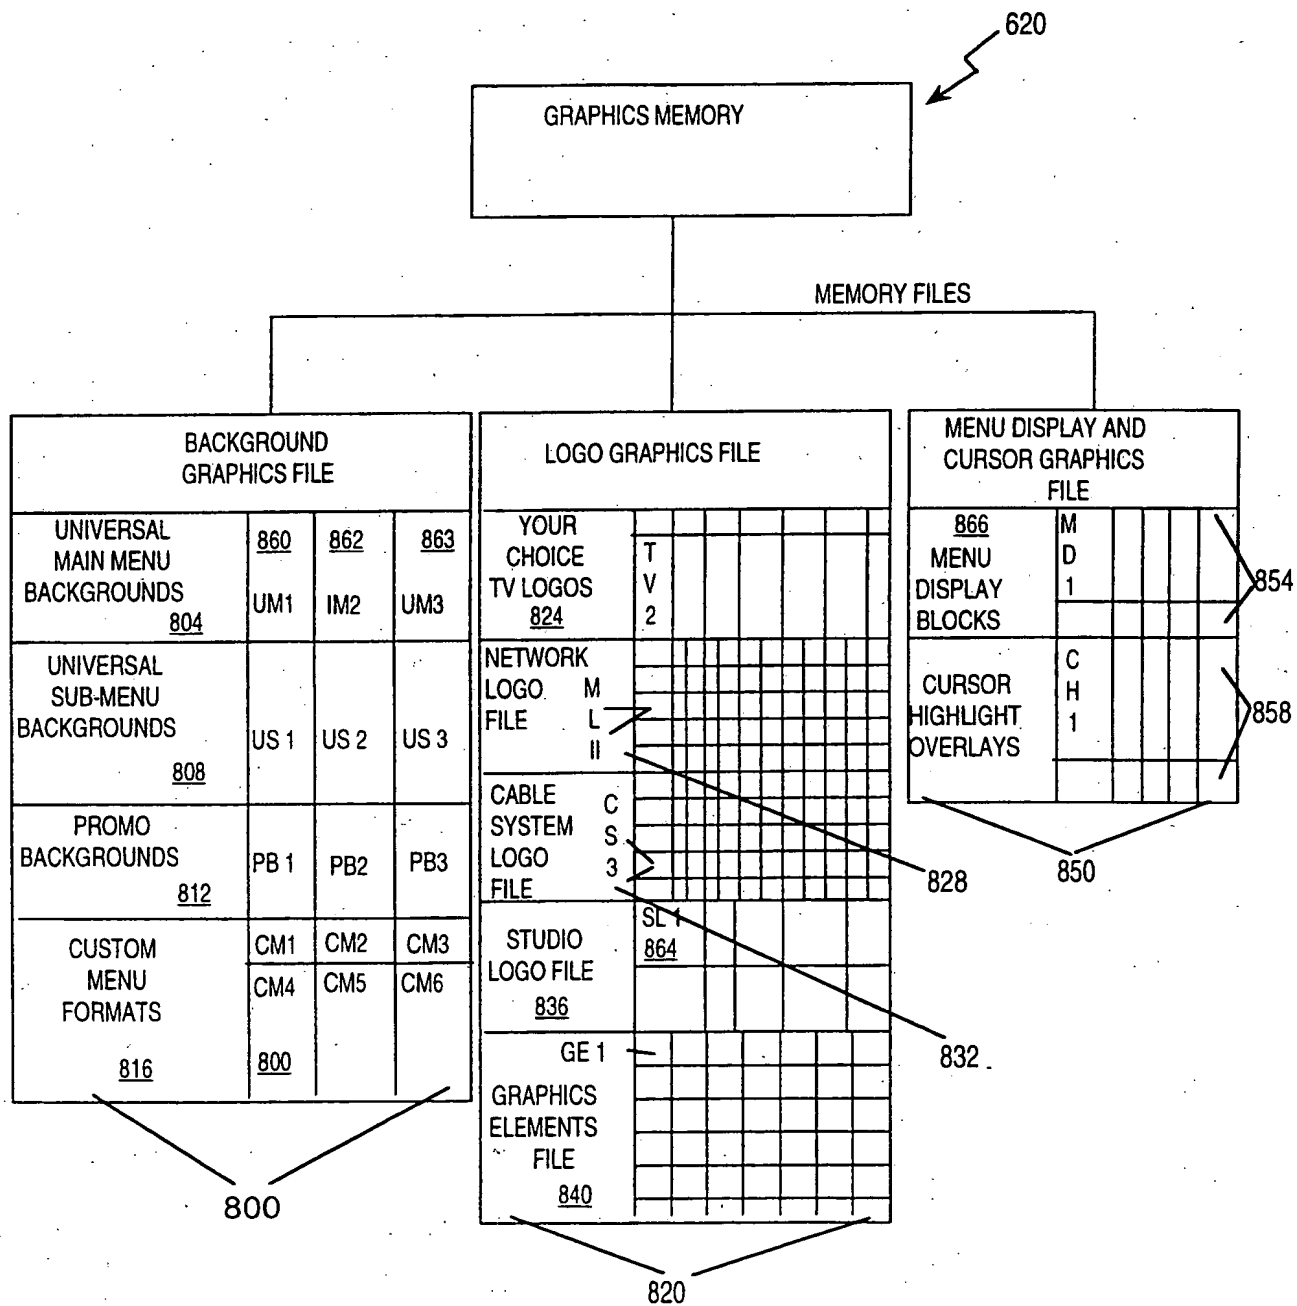 620
GRAPHICS MEMORY
MEMORY FILES
BACKGROUND
GRAPHICS FILE
UNIVERSAL
MAIN MENU
BACKGROUNDS
804
860
862
863
UM1
IM2
UM3
UNIVERSAL
SUB-MENU
BACKGROUNDS
808
US 1
US 2
US 3
PROMO
BACKGROUNDS
812
PB 1
PB2
PB3
CUSTOM
MENU
FORMATS
816
CM1
CM2
CM3
CM4
CM5
CM6
800
800
LOGO GRAPHICS FILE
YOUR
CHOICE
TV LOGOS
824
T
V
2
NETWORK
LOGO
FILE
M
L
II
828
CABLE
SYSTEM
LOGO
FILE
C
S
3
832
STUDIO
LOGO FILE
836
SL 1
864
GE 1
GRAPHICS
ELEMENTS
FILE
840
820
MENU DISPLAY AND
CURSOR GRAPHICS
FILE
866
MENU
DISPLAY
BLOCKS
M
D
1
854
CURSOR
HIGHLIGHT
OVERLAYS
C
H
1
858
850